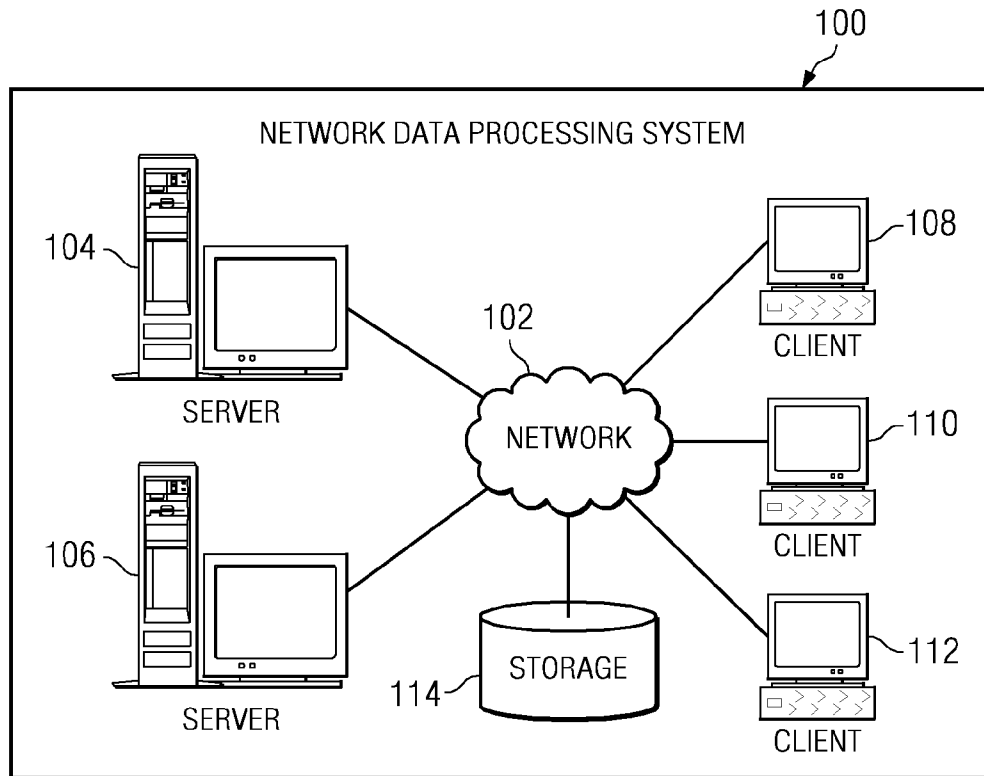 100
NETWORK DATA PROCESSING SYSTEM
104
SERVER
102
NETWORK
108
CLIENT
110
CLIENT
106
SERVER
114
STORAGE
112
CLIENT